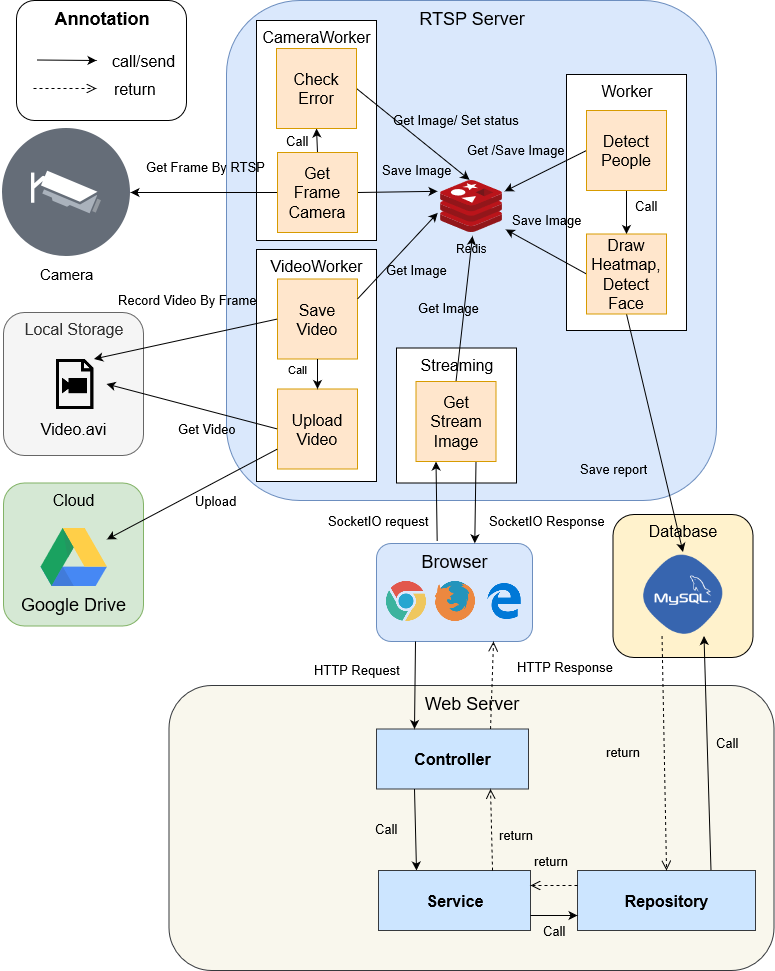 Annotation
call/send
return
RTSP Server
CameraWorker
Check
Error
Call
Get
Frame
Camera
Get Frame By RTSP
Camera
Get Image/ Set status
Save Image
Redis
Worker
Detect
People
Get /Save Image
Call
Save Image
Draw
Heatmap,
Detect
Face
VideoWorker
Save
Video
Call
Upload
Video
Get Image
Record Video By Frame
Get Image
Local Storage
Video.avi
Get Video
Streaming
Get
Stream
Image
Upload
Save report
Cloud
Google Drive
SocketIO request
SocketIO Response
Browser
Database
MySQL
HTTP Request
HTTP Response
Web Server
Controller
Call
return
return
Call
return
Service
Call
Repository